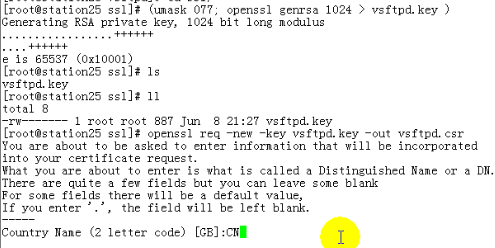 [root@station25 ssl]# (umask 077; openssl genrsa 1024 > vsftpd.key )
Generating RSA private key, 1024 bit long modulus
.................++++++
....++++++
e is 65537 (0x10001)
[root@station25 ssl]# ls
vsftpd.key
[root@station25 ssl]# ll
total 8
-rw------- 1 root root 887 Jun  8 21:27 vsftpd.key
[root@station25 ssl]# openssl req -new -key vsftpd.key -out vsftpd.csr
You are about to be asked to enter information that will be incorporated
into your certificate request.
What you are about to enter is what is called a Distinguished Name or a DN.
There are quite a few fields but you can leave some blank
For some fields there will be a default value,
If you enter '.', the field will be left blank.
-----
Country Name (2 letter code) [GB]:CN